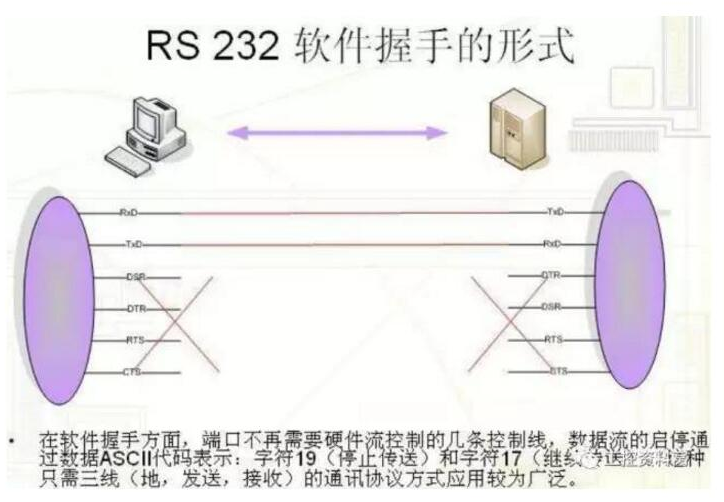 RS 232 软件握手的形式
RxD TxD
TxD RxD
DSR DTR
DTR DSR
RTS RTS
CTS
• 在软件握手方面，端口不再需要硬件流控制的几条控制线，数据流的启停通
过数据ASCII代码表示：字符19（停止传送）和字符17（继续 工控资料 种
只需三线（地，发送，接收）的通讯协议方式应用较为广泛。